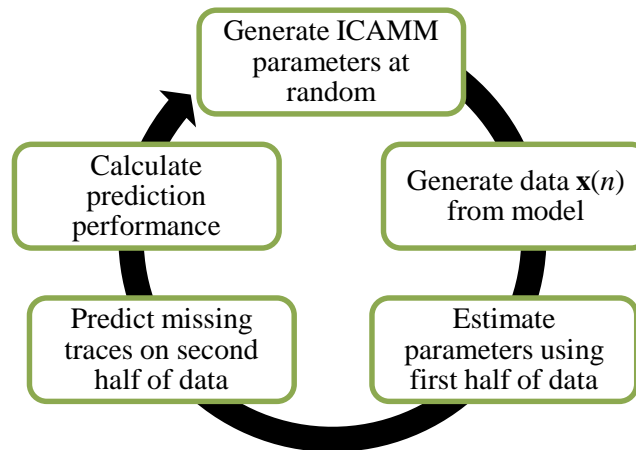 Generate ICAMM
parameters at
random
Generate data x(n)
from model
Estimate
parameters using
first half of data
Predict missing
traces on second
half of data
Calculate
prediction
performance